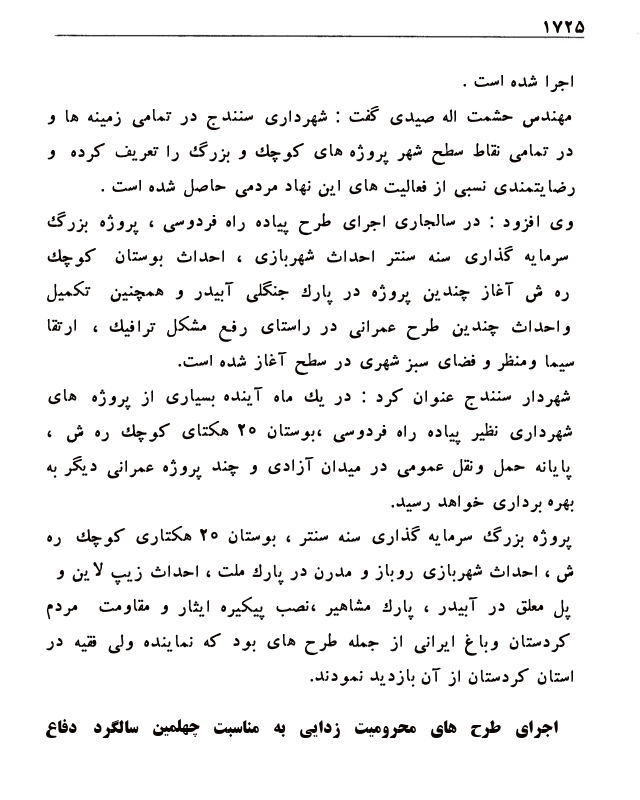 ۱۷۲۵
اجرا شده است .
مهندس حشمت اله صیدی گفت : شهرداری سنندج در تمامی زمینه ها و
در تمامی نقاط سطح شهر پروژه های کوچک و بزرگ را تعریف کرده و
رضایتمندی نسبی از فعالیت های این نهاد مردمی حاصل شده است .
وی افزود : در سالجاری اجرای طرح پیاده راه فردوسی ، پروژه بزرگ
سرمایه گذاری سنه سنتر احداث شهربازی ، احداث بوستان کوچک
ره ش آغاز چندین پروژه در پارک جنگلی آبیدر و همچنین تکمیل
واحداث چندین طرح عمرانی در راستای رفع مشکل ترافیک ، ارتقا
سیما ومنظر و فضای سبز شهری در سطح آغاز شده است.
شهردار سنندج عنوان کرد : در یک ماه آینده بسیاری از پروژه های
شهرداری نظیر پیاده راه فردوسی ،بوستان ۲۵ هکتای کوچک ره ش ،
پایانه حمل ونقل عمومی در میدان آزادی و چند پروژه عمرانی دیگر به
بهره برداری خواهد رسید.
پروژه بزرگ سرمایه گذاری سنه سنتر ، بوستان ۲۵ هکتاری کوچک ره
ش ، احداث شهربازی روباز و مدرن در پارک ملت ، احداث زیپ لاین و
پل معلق در آبیدر ، پارک مشاهیر ،نصب پیکیره ایثار و مقاومت مردم
کردستان وباغ ایرانی از جمله طرح های بود که نماینده ولی فقیه در
استان کردستان از آن بازدید نمودند.
اجرای طرح های محرومیت زدایی به مناسبت چهلمین سالگرد دفاع